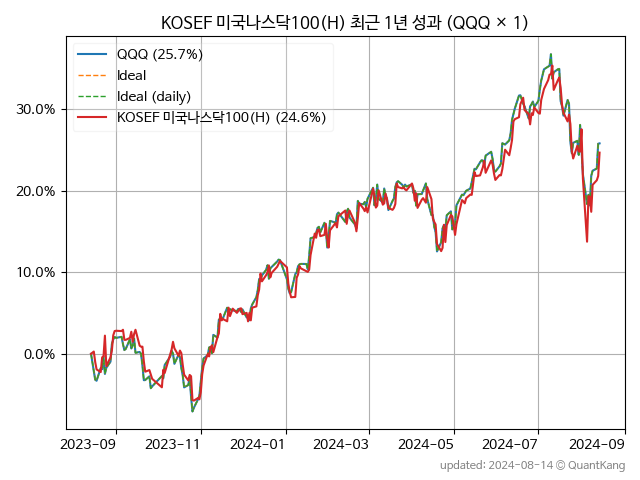 KOSEF 미국나스닥100(H) 최근 1년 성과 (QQQ × 1)
QQQ (25.7%)
Ideal
Ideal (daily)
KOSEF 미국나스닥100(H) (24.6%)
30.0%
20.0%
10.0%
0.0%
2023-09 2023-11 2024-01 2024-03 2024-05 2024-07 2024-09
updated: 2024-08-14 © QuantKang